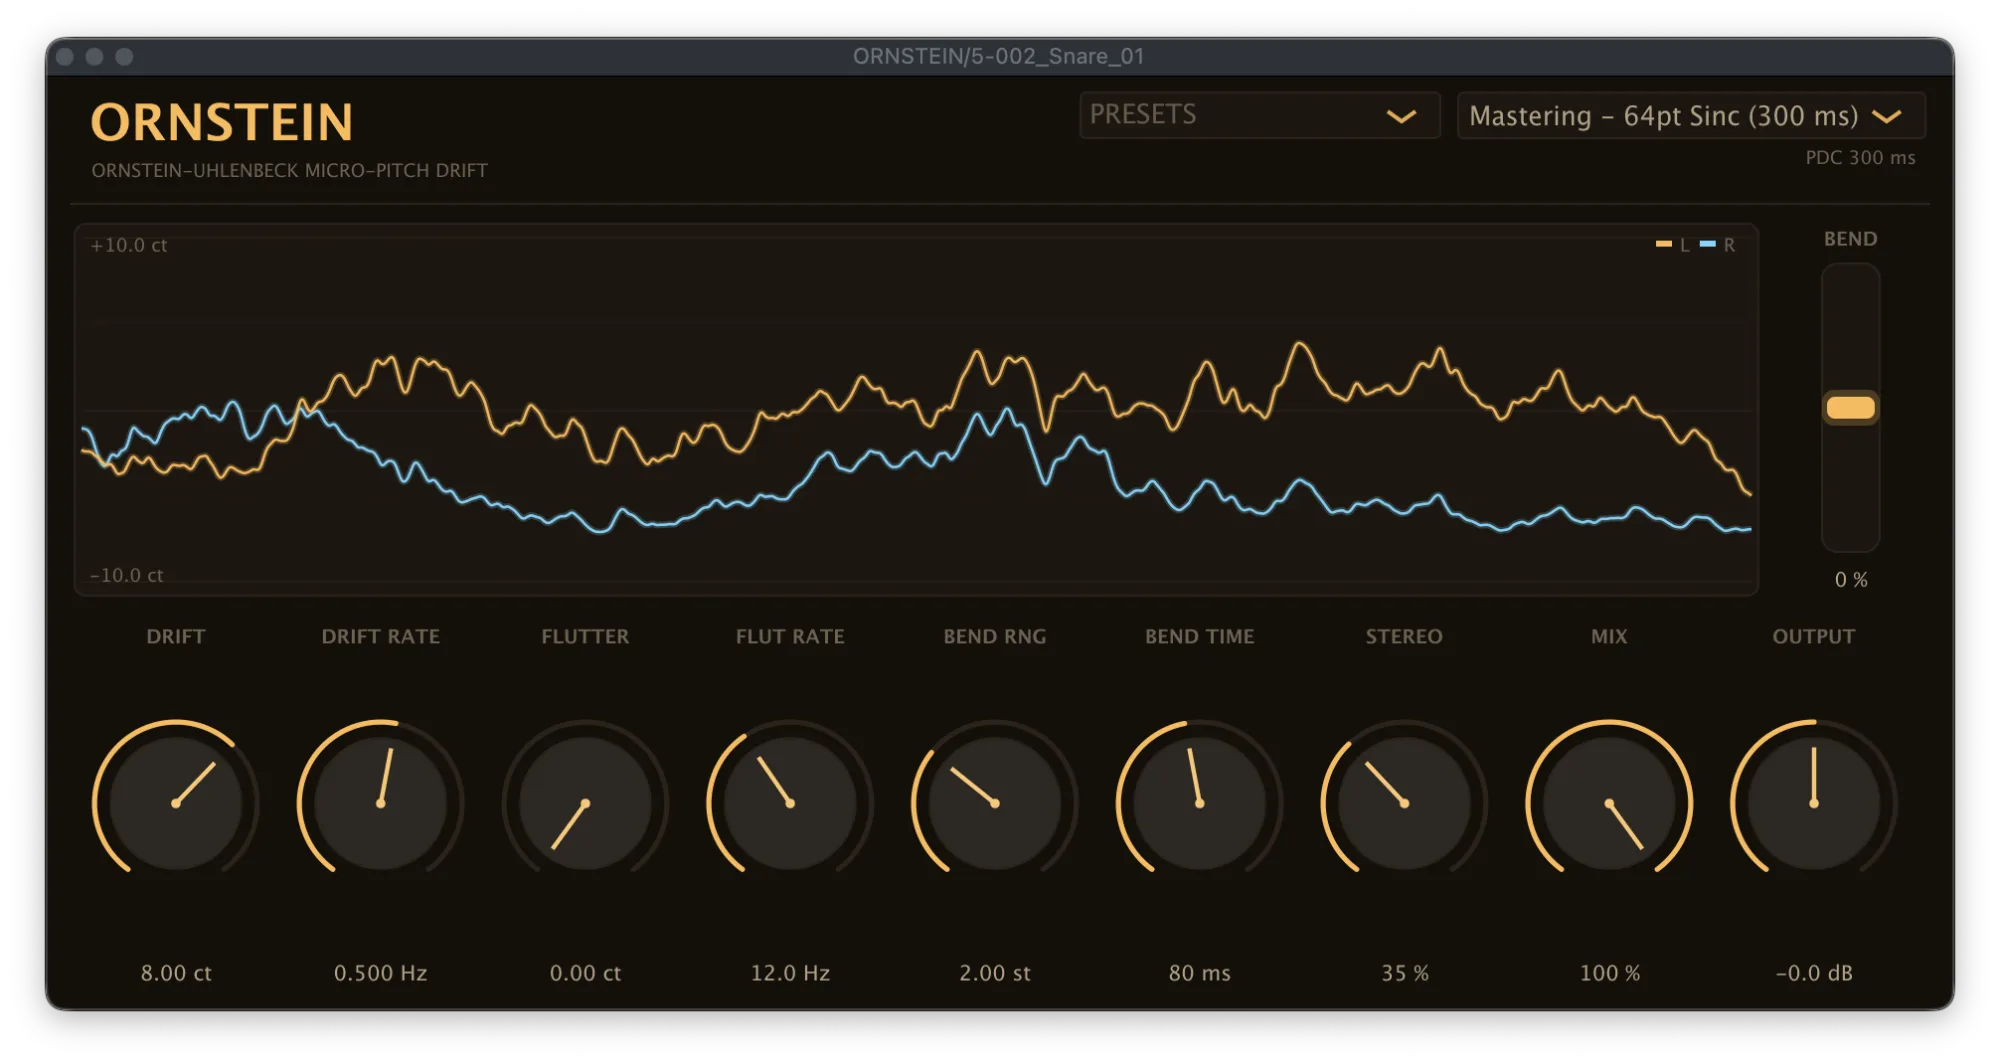 ORNSTEIN/5-002_Snare_01
ORNSTEIN
ORNSTEIN-UHLENBECK MICRO-PITCH DRIFT
PRESETS
Mastering - 64pt Sinc (300 ms)
PDC 300 ms
+10.0 ct
L R
-10.0 ct
BEND
0 %
DRIFT DRIFT RATE FLUTTER FLUT RATE BEND RNG BEND TIME STEREO MIX OUTPUT
8.00 ct 0.500 Hz 0.00 ct 12.0 Hz 2.00 st 80 ms 35 % 100 % -0.0 dB